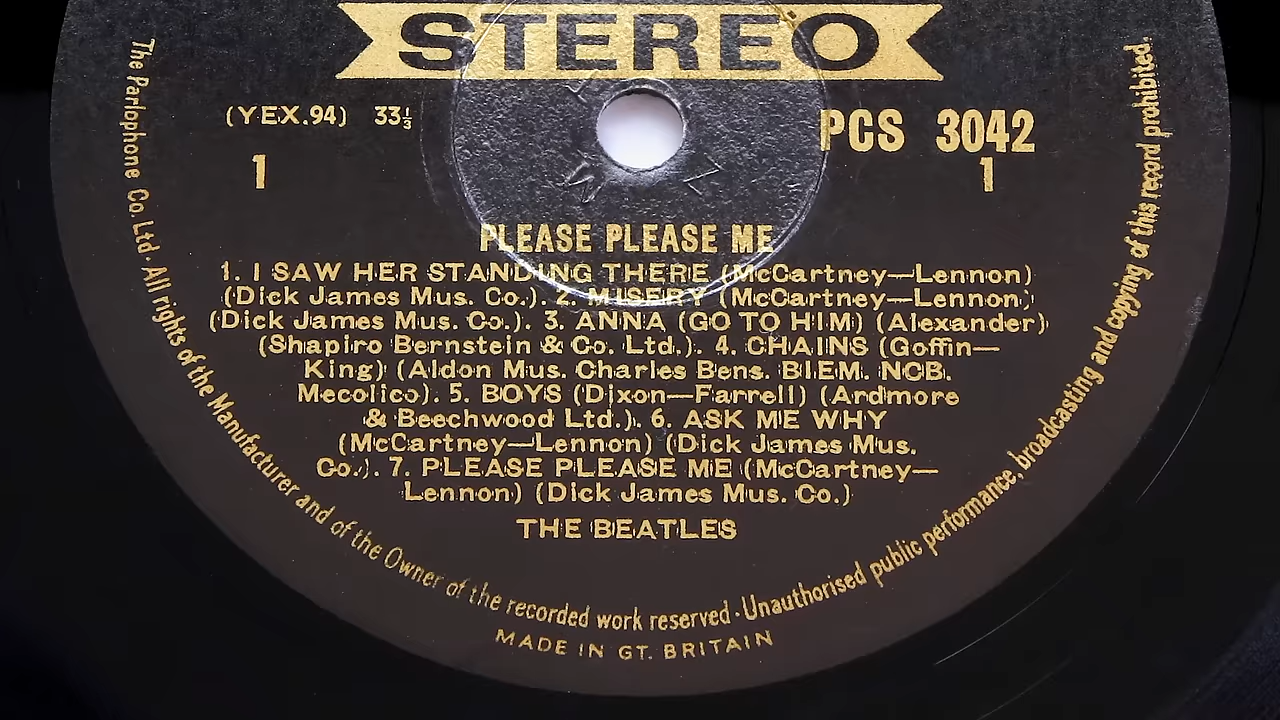 STEREO
(YEX.94) 33⅓
PCS 3042
1
1
PLEASE PLEASE ME
1. I SAW HER STANDING THERE (McCartney—Lennon)
(Dick James Mus. Co.). 2. MISERY (McCartney—Lennon)
(Dick James Mus. Co.). 3. ANNA (GO TO HIM) (Alexander)
(Shapiro Bernstein & Co. Ltd.). 4. CHAINS (Goffin—
King) (Aldon Mus. Charles Bens. BIEM. NCB.
Mecolico). 5. BOYS (Dixon—Farrell) (Ardmore
& Beechwood Ltd.). 6. ASK ME WHY
(McCartney—Lennon) (Dick James Mus.
Co.). 7. PLEASE PLEASE ME (McCartney—
Lennon) (Dick James Mus. Co.)
THE BEATLES
The Parlophone Co. Ltd. All rights of the Manufacturer and of the Owner of the recorded work reserved · Unauthorised public performance, broadcasting and copying of this record prohibited.
MADE IN GT. BRITAIN